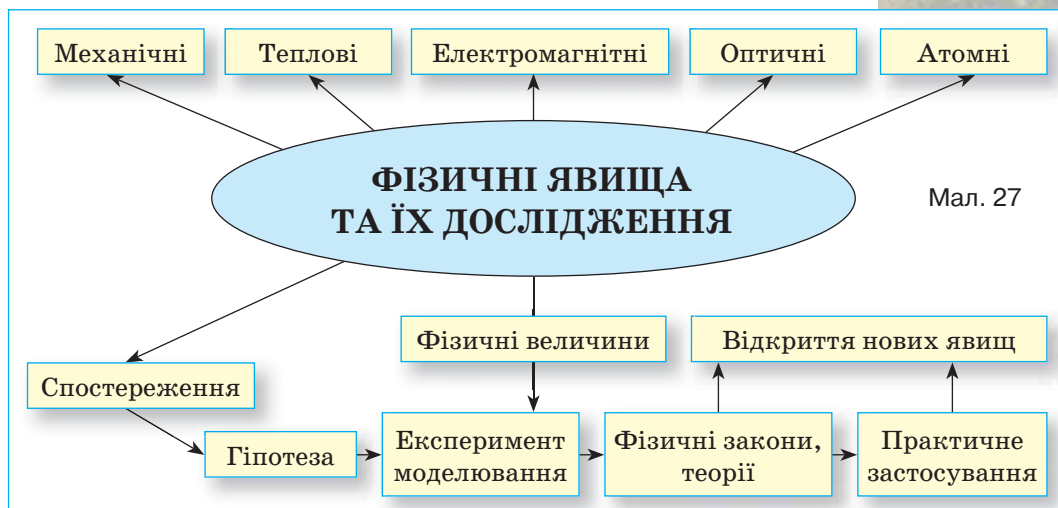 Механічні
Теплові
Електромагнітні
Оптичні
Атомні
ФІЗИЧНІ ЯВИЩА
ТА ЇХ ДОСЛІДЖЕННЯ
Мал. 27
Фізичні величини
Відкриття нових явищ
Спостереження
Гіпотеза
Експеримент
моделювання
Фізичні закони,
теорії
Практичне
застосування